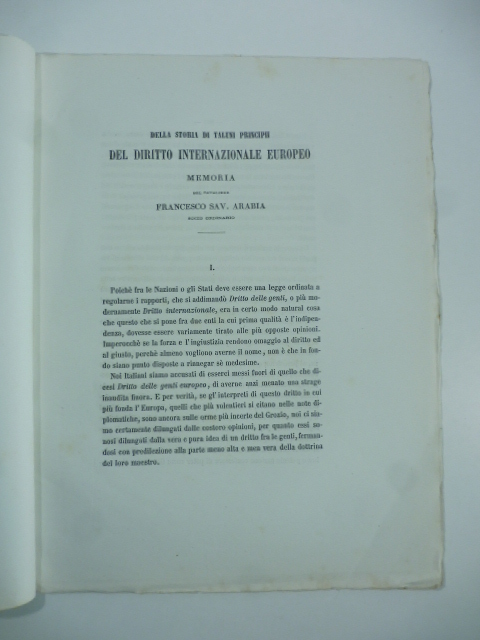 DELLA STORIA DI TALUNI PRINCIPII
DEL DIRITTO INTERNAZIONALE EUROPEO
MEMORIA
DEL
FRANCESCO SAV. ARABIA
SOCIO ORDINARIO
I.
Poichè fra le Nazioni o gli Stati deve essere una legge ordinata a
regolarne i rapporti, che si addimandò Dritto delle genti, o più mo-
dernamente Dritto internazionale, era in certo modo natural cosa
che questo che si pone fra due enti la cui prima qualità è l'indipen-
denza, dovesse essere variamente tirato alle più opposte opinioni.
Imperocchè se la forza e l'ingiustizia rendono omaggio al diritto ed
al giusto, perchè almeno vogliono averne il nome, non è che in fon-
do siano punto disposte a rinnegar sè medesime.
Noi Italiani siamo accusati di esserci messi fuori di quello che di-
cesi Dritto delle genti europeo, di averne anzi menato una strage
inaudita finora. E per verità, se gl'interpreti di questo dritto in cui
più fonda l'Europa, quelli che più volentieri si citano nelle note di-
plomatiche, sono ancora sulle orme più incerte del Grozio, noi ci sia-
mo certamente dilungati dalle costoro opinioni, per quanto essi so-
nosi dilungati dalla vera e pura idea di un dritto fra le genti, ferman-
dosi con predilezione alla parte meno alta e men vera della dottrina
del loro maestro.